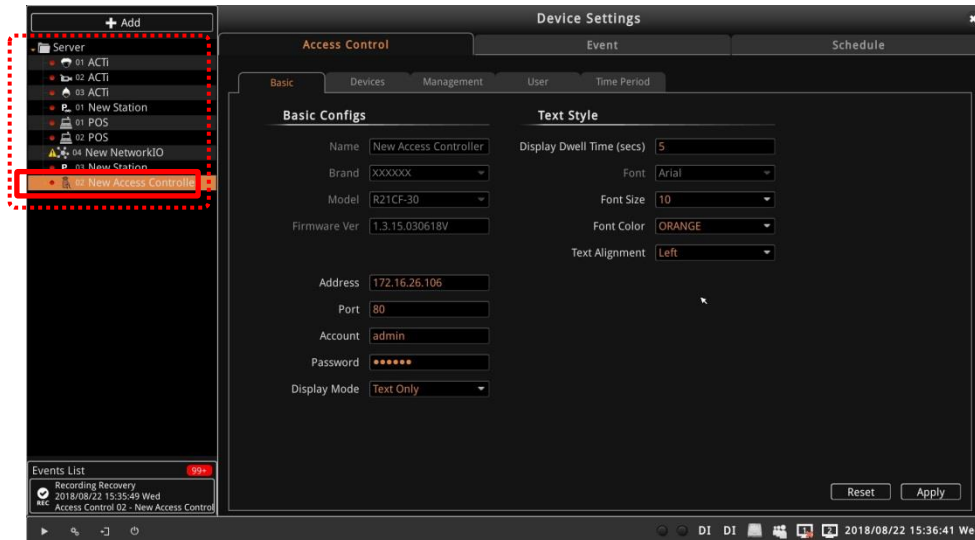 + Add
Device Settings
Server
01 ACTi
02 ACTi
03 ACTi
P_ 01 New Station
01 POS
02 POS
04 New NetworkIO
P_ 03 New Station
02 New Access Controlle
Access Control Event Schedule
Basic Devices Management User Time Period
Basic Configs
Name New Access Controller
Brand XXXXXX
Model R21CF-30
Firmware Ver 1.3.15.030618V
Address 172.16.26.106
Port 80
Account admin
Password ●●●●●●
Display Mode Text Only
Text Style
Display Dwell Time (secs) 5
Font Arial
Font Size 10
Font Color ORANGE
Text Alignment Left
Events List 99+
Recording Recovery
REC 2018/08/22 15:35:49 Wed
Access Control 02 - New Access Control
Reset Apply
DI DI 1 2 2018/08/22 15:36:41 We